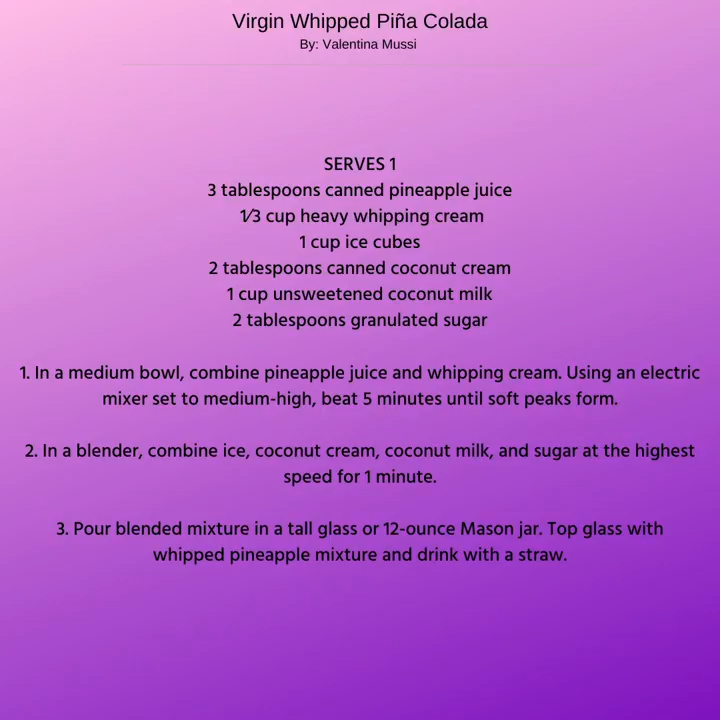 Virgin Whipped Piña Colada
By: Valentina Mussi
SERVES 1
3 tablespoons canned pineapple juice
1⁄3 cup heavy whipping cream
1 cup ice cubes
2 tablespoons canned coconut cream
1 cup unsweetened coconut milk
2 tablespoons granulated sugar
1. In a medium bowl, combine pineapple juice and whipping cream. Using an electric
mixer set to medium-high, beat 5 minutes until soft peaks form.
2. In a blender, combine ice, coconut cream, coconut milk, and sugar at the highest
speed for 1 minute.
3. Pour blended mixture in a tall glass or 12-ounce Mason jar. Top glass with
whipped pineapple mixture and drink with a straw.